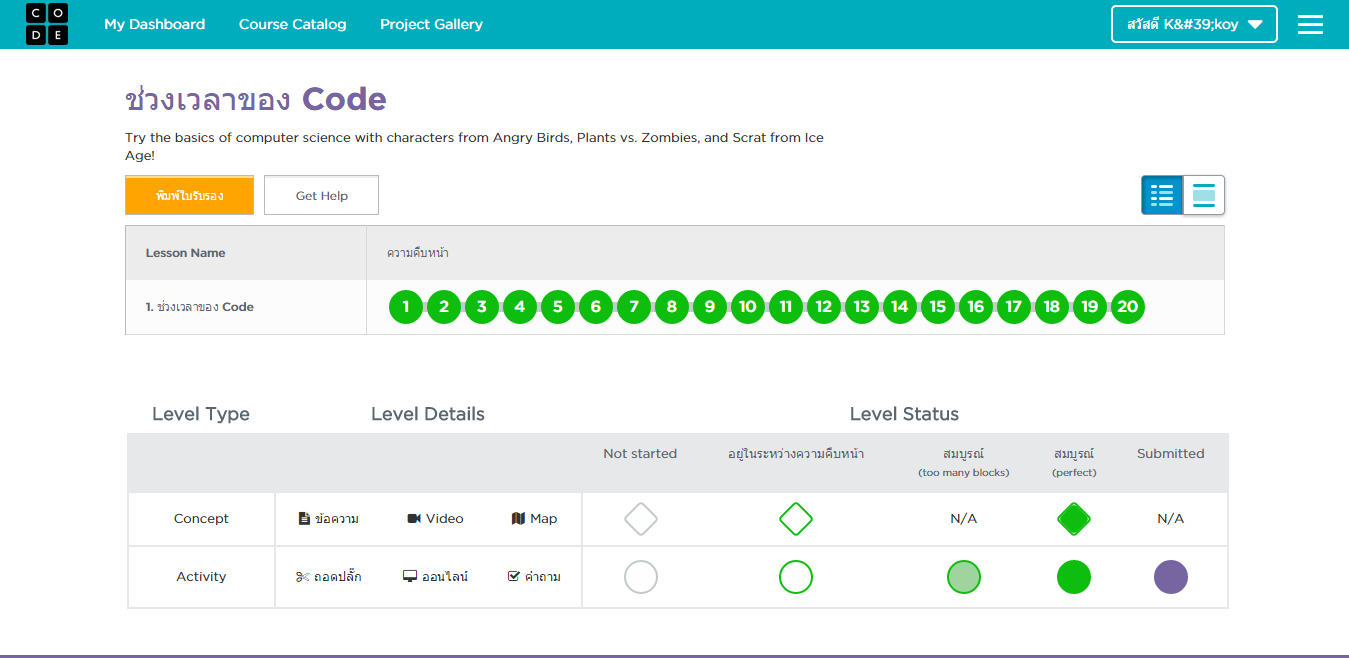 C O
D E
My Dashboard Course Catalog Project Gallery สวัสดี K&#39;koy
ช่วงเวลาของ Code
Try the basics of computer science with characters from Angry Birds, Plants vs. Zombies, and Scrat from Ice
Age!
พิมพ์ใบรับรอง Get Help
Lesson Name ความคืบหน้า
1. ช่วงเวลาของ Code 1 2 3 4 5 6 7 8 9 10 11 12 13 14 15 16 17 18 19 20
Level Type Level Details Level Status
Not started อยู่ในระหว่างความคืบหน้า สมบูรณ์ สมบูรณ์ Submitted
(too many blocks) (perfect)
Concept ข้อความ Video Map N/A N/A
Activity ถอดปลั๊ก ออนไลน์ คำถาม